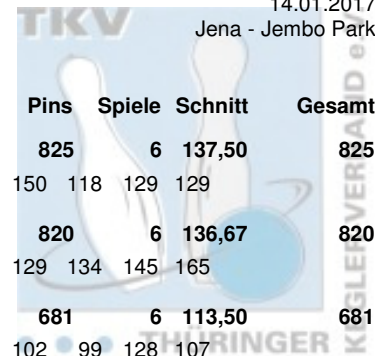 14.01.2017
TKV
Jena - Jembo Park
Pins Spiele Schnitt Gesamt
825 6 137,50 825
150 118 129 129
820 6 136,67 820
129 134 145 165
681 6 113,50 681
THÜRINGER
102 99 128 107
KEGLERVERBAND e.V